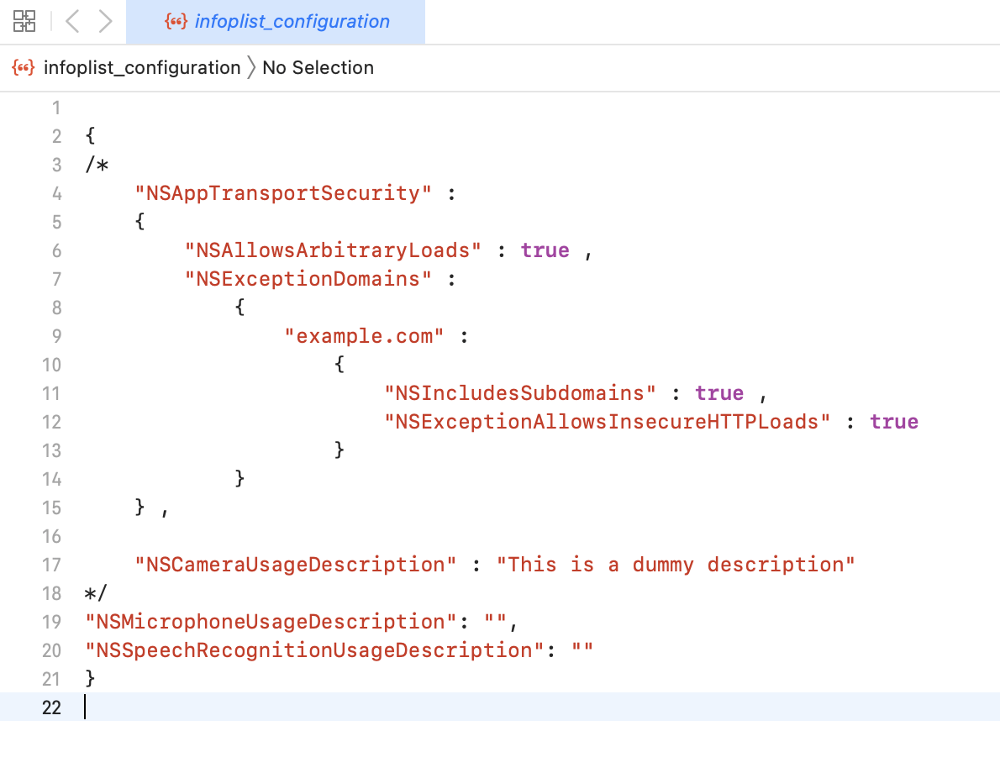 infoplist_configuration
infoplist_configuration 〉 No Selection
1
2 {
3 /*
4     "NSAppTransportSecurity" :
5     {
6         "NSAllowsArbitraryLoads" : true ,
7         "NSExceptionDomains" :
8             {
9                 "example.com" :
10                     {
11                         "NSIncludesSubdomains" : true ,
12                         "NSExceptionAllowsInsecureHTTPLoads" : true
13                     }
14             }
15     } ,
16
17     "NSCameraUsageDescription" : "This is a dummy description"
18 */
19 "NSMicrophoneUsageDescription": "",
20 "NSSpeechRecognitionUsageDescription": ""
21 }
22